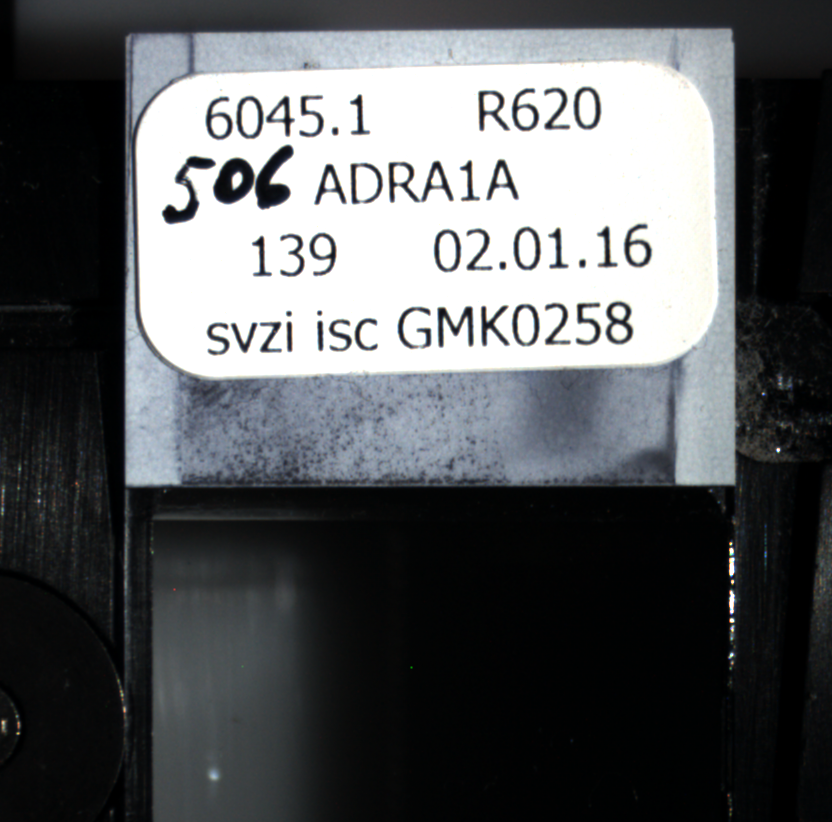 6045.1 R620
506 ADRA1A
139 02.01.16
svzi isc GMK0258